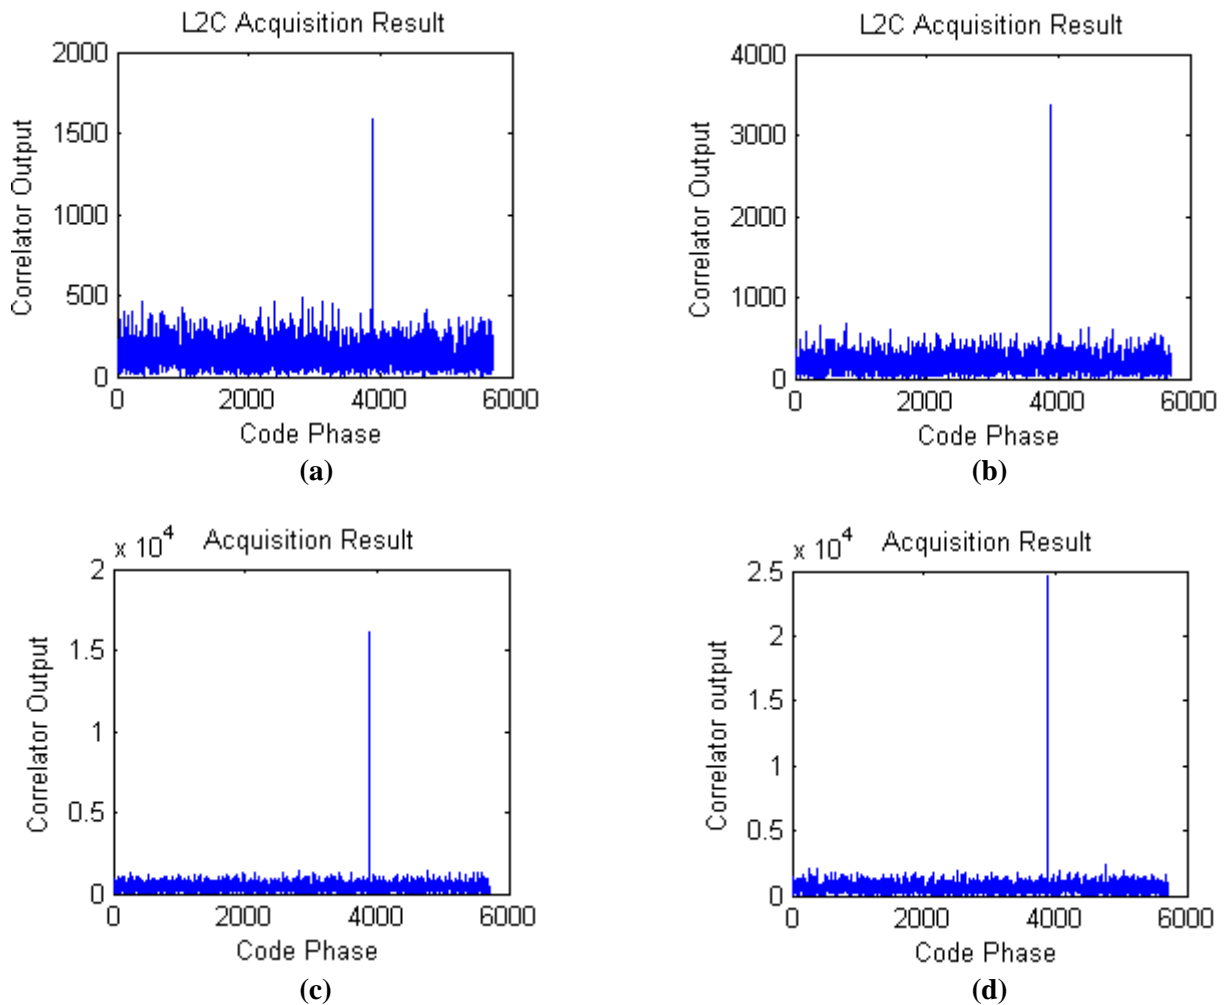 L2C Acquisition Result
2000
1500
1000
500
0
0 2000 4000 6000
Correlator Output
Code Phase
(a)
L2C Acquisition Result
4000
3000
2000
1000
0
0 2000 4000 6000
Correlator Output
Code Phase
(b)
x 10^4 Acquisition Result
2
1.5
1
0.5
0
0 2000 4000 6000
Correlator Output
Code Phase
(c)
x 10^4 Acquisition Result
2.5
2
1.5
1
0.5
0
0 2000 4000 6000
Correlator output
Code Phase
(d)